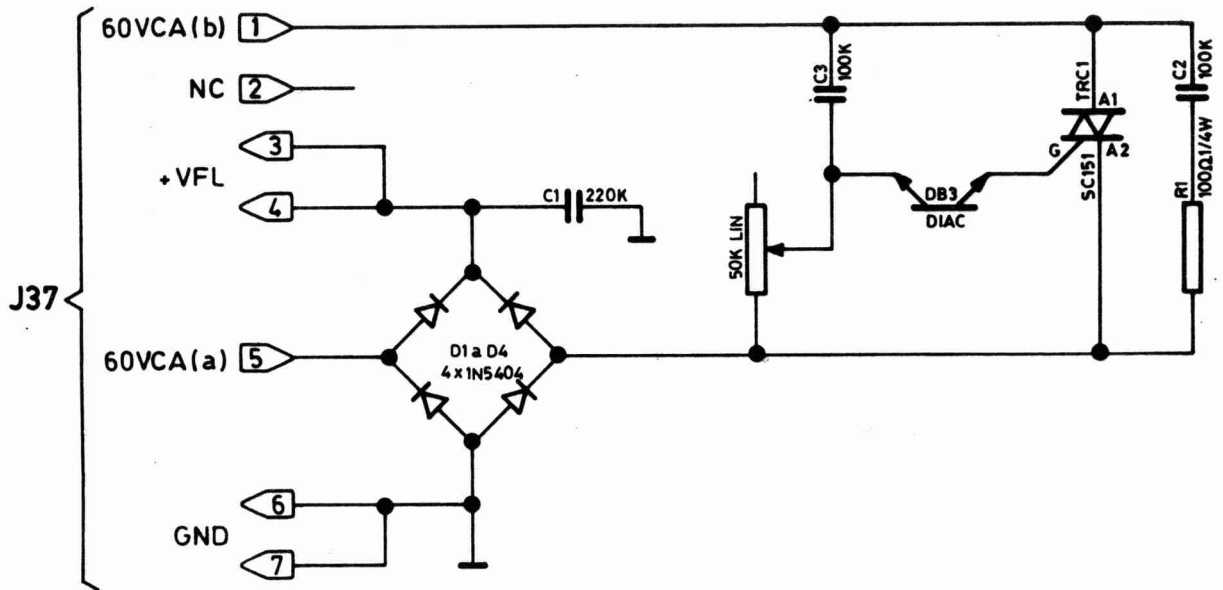 60VCA(b) 1
NC 2
3
+VFL
4
C1 220K
J37
60VCA(a) 5
D1 a D4
4x1N5404
6
GND
7
50K LIN
C3
100K
DB3
DIAC
TRC1
A1
G
A2
SC151
C2
100K
R1
100Ω1/4W